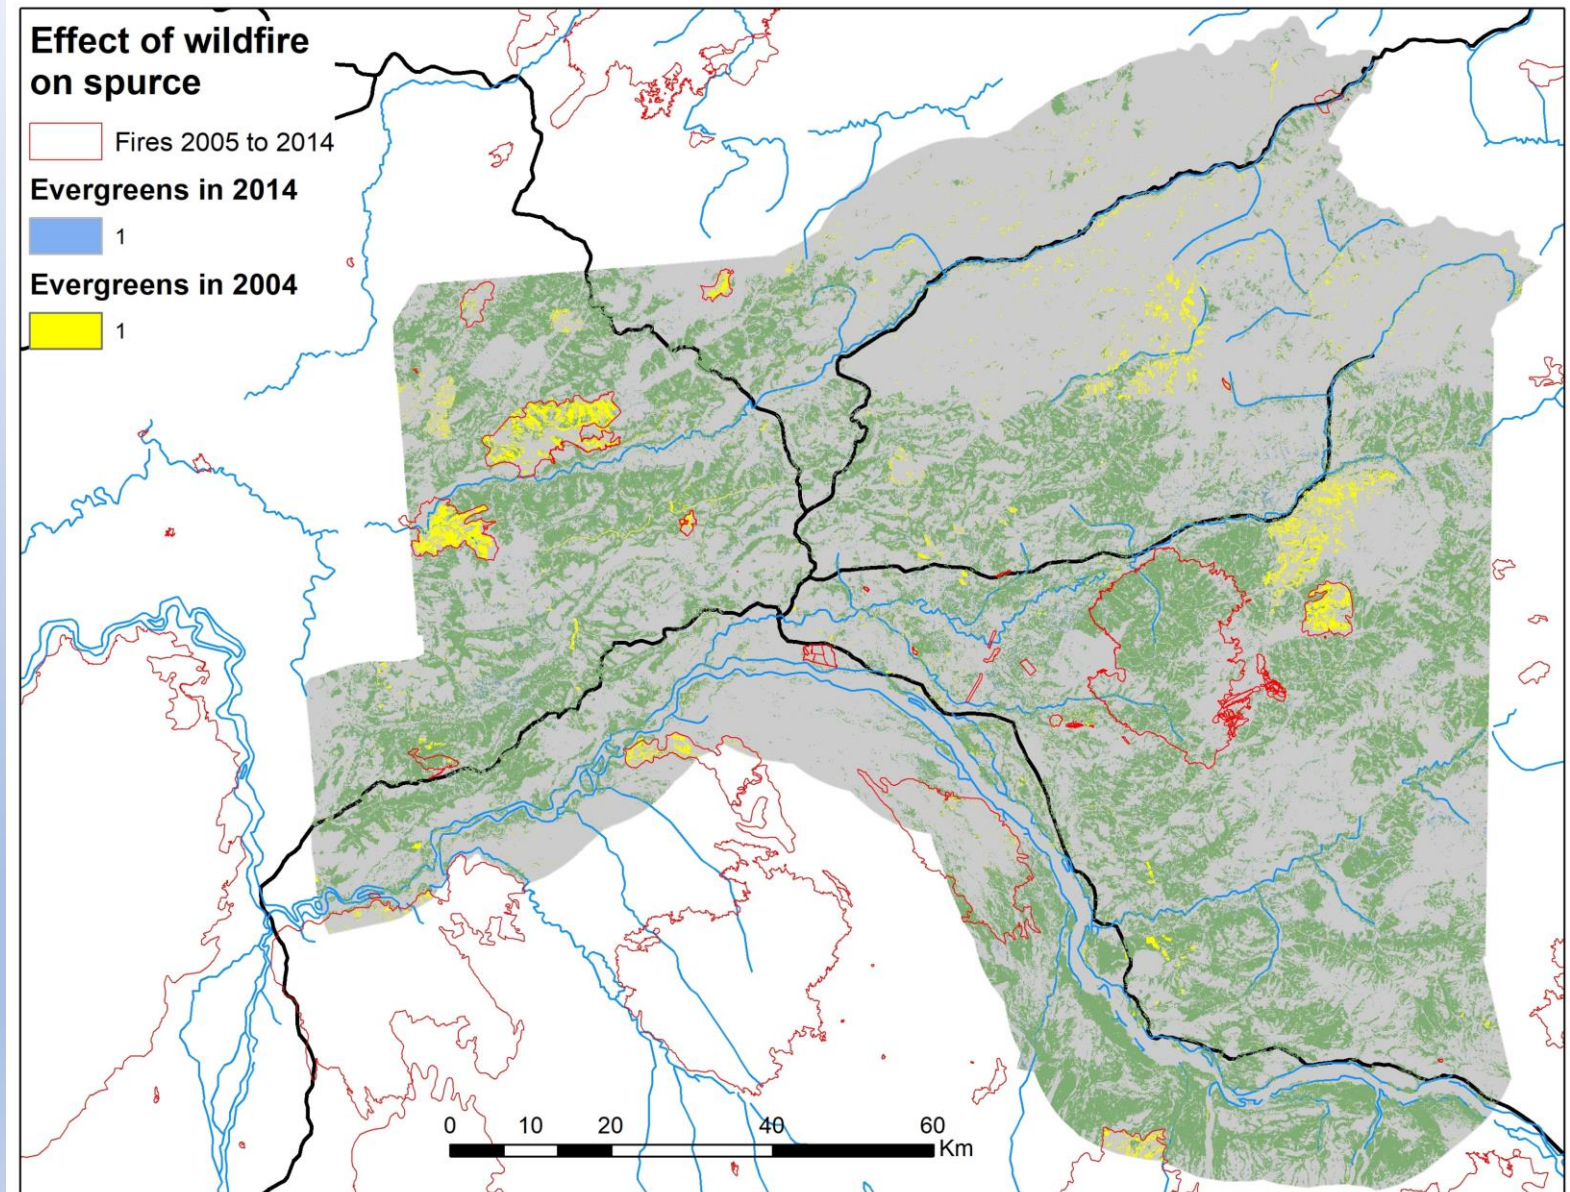 Effect of wildfire
on spurce
Fires 2005 to 2014
Evergreens in 2014
1
Evergreens in 2004
1
0 10 20 40 60
Km